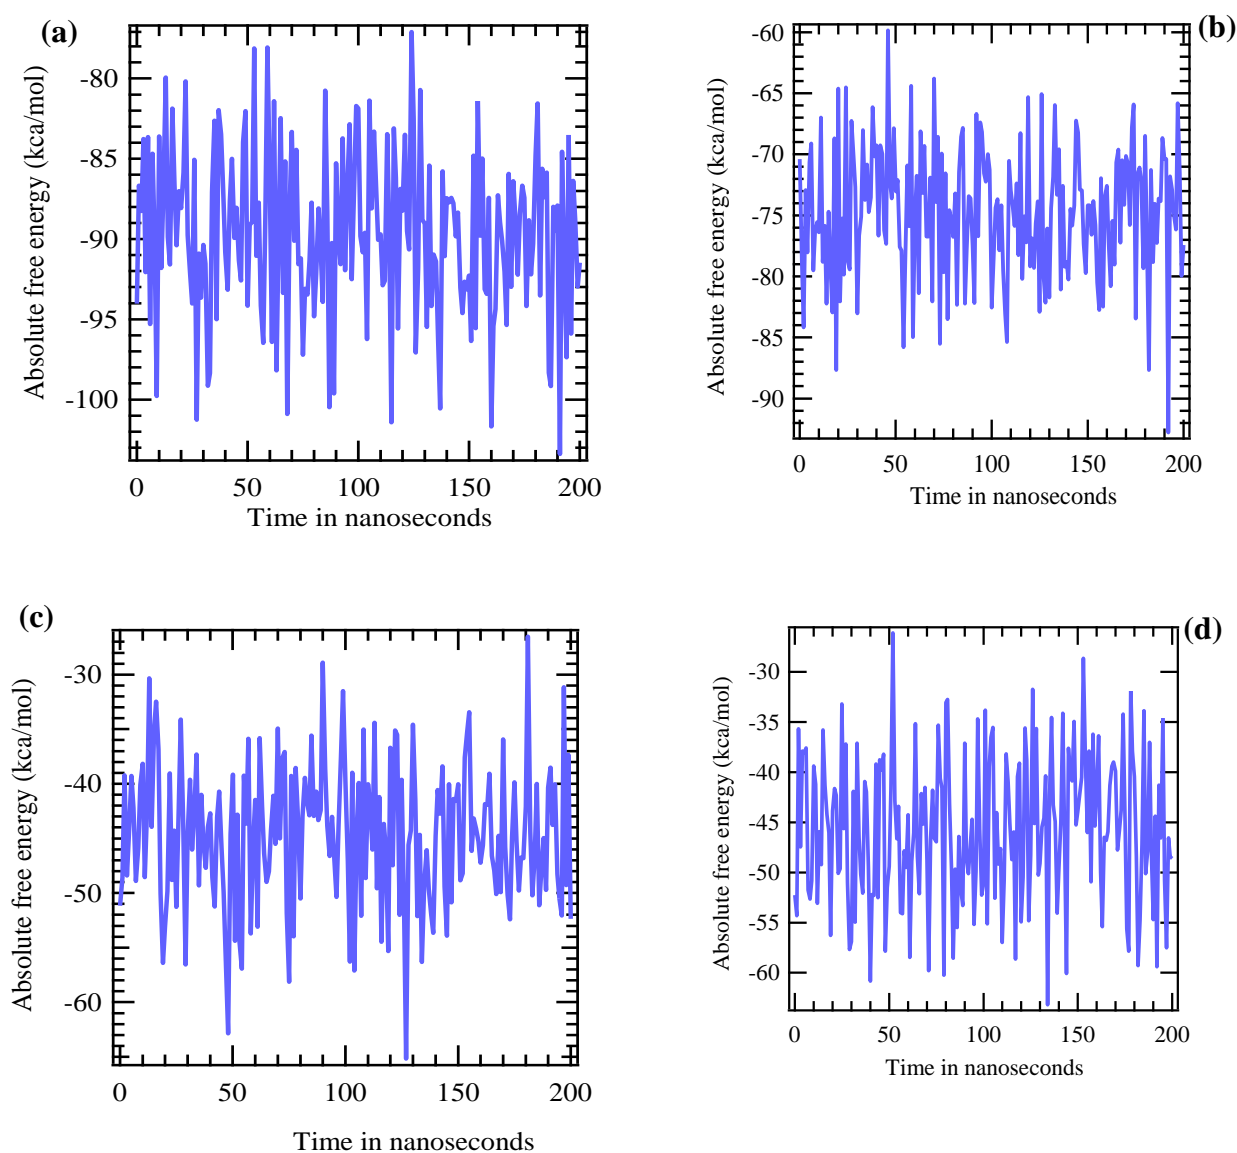 (a)
Absolute free energy (kca/mol)
-80
-85
-90
-95
-100
0 50 100 150 200
Time in nanoseconds
(b)
Absolute free energy (kca/mol)
-60
-65
-70
-75
-80
-85
-90
0 50 100 150 200
Time in nanoseconds
(c)
Absolute free energy (kca/mol)
-30
-40
-50
-60
0 50 100 150 200
Time in nanoseconds
(d)
Absolute free energy (kca/mol)
-30
-35
-40
-45
-50
-55
-60
0 50 100 150 200
Time in nanoseconds